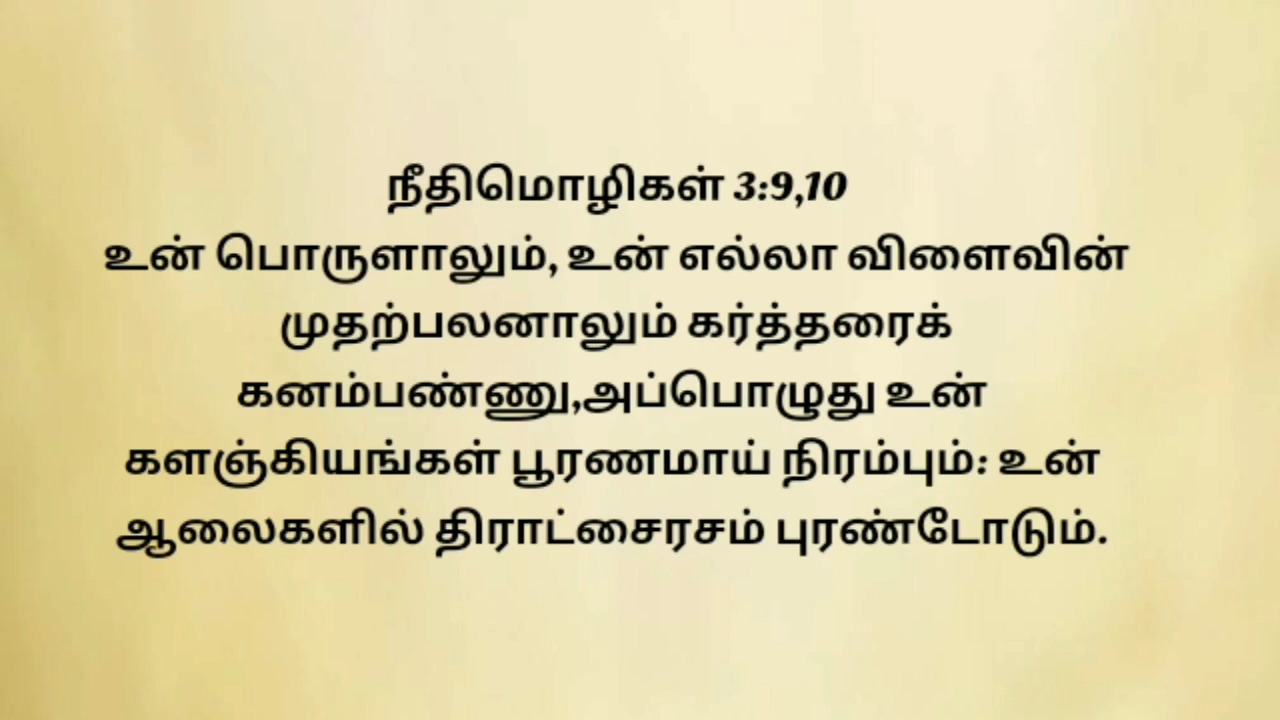 நீதிமொழிகள் 3:9,10
உன் பொருளாலும், உன் எல்லா விளைவின்
முதற்பலனாலும் கர்த்தரைக்
கனம்பண்ணு,அப்பொழுது உன்
களஞ்கியங்கள் பூரணமாய் நிரம்பும்: உன்
ஆலைகளில் திராட்சைரசம் புரண்டோடும்.